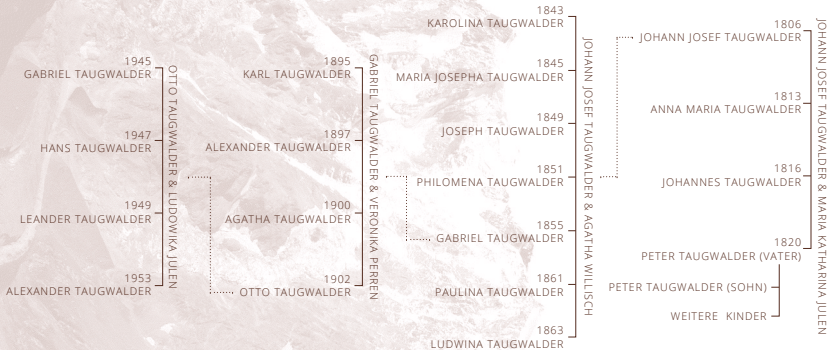 1945
GABRIEL TAUGWALDER
1947
HANS TAUGWALDER
1949
LEANDER TAUGWALDER
1953
ALEXANDER TAUGWALDER
OTTO TAUGWALDER & LUDOWIKA JULEN
1895
KARL TAUGWALDER
1897
ALEXANDER TAUGWALDER
1900
AGATHA TAUGWALDER
1902
OTTO TAUGWALDER
GABRIEL TAUGWALDER & VERONIKA PERREN
1843
KAROLINA TAUGWALDER
1845
MARIA JOSEPHA TAUGWALDER
1849
JOSEPH TAUGWALDER
1851
PHILOMENA TAUGWALDER
1855
GABRIEL TAUGWALDER
1861
PAULINA TAUGWALDER
1863
LUDWINA TAUGWALDER
JOHANN JOSEF TAUGWALDER & AGATHA WILLISCH
1806
JOHANN JOSEF TAUGWALDER
1813
ANNA MARIA TAUGWALDER
1816
JOHANNES TAUGWALDER
1820
PETER TAUGWALDER (VATER)
PETER TAUGWALDER (SOHN)
WEITERE KINDER
JOHANN JOSEF TAUGWALDER & MARIA KATHARINA JULEN